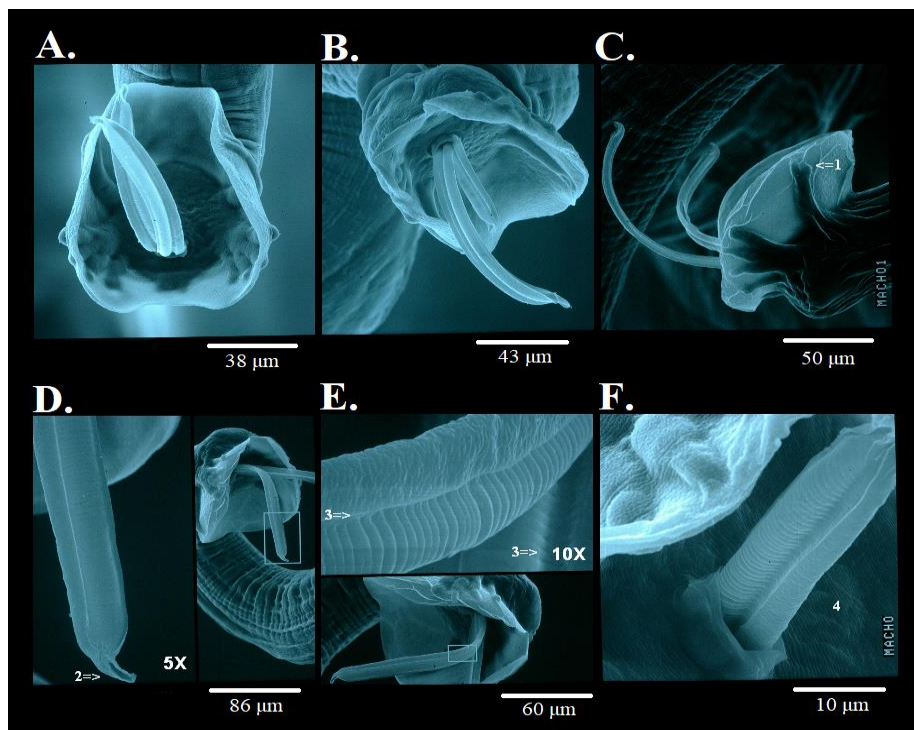 A.
B.
C.
<=1
MACHO1
38 µm
43 µm
50 µm
D.
E.
F.
2=>
5X
3=>
3=>
10X
4
MACHO
86 µm
60 µm
10 µm